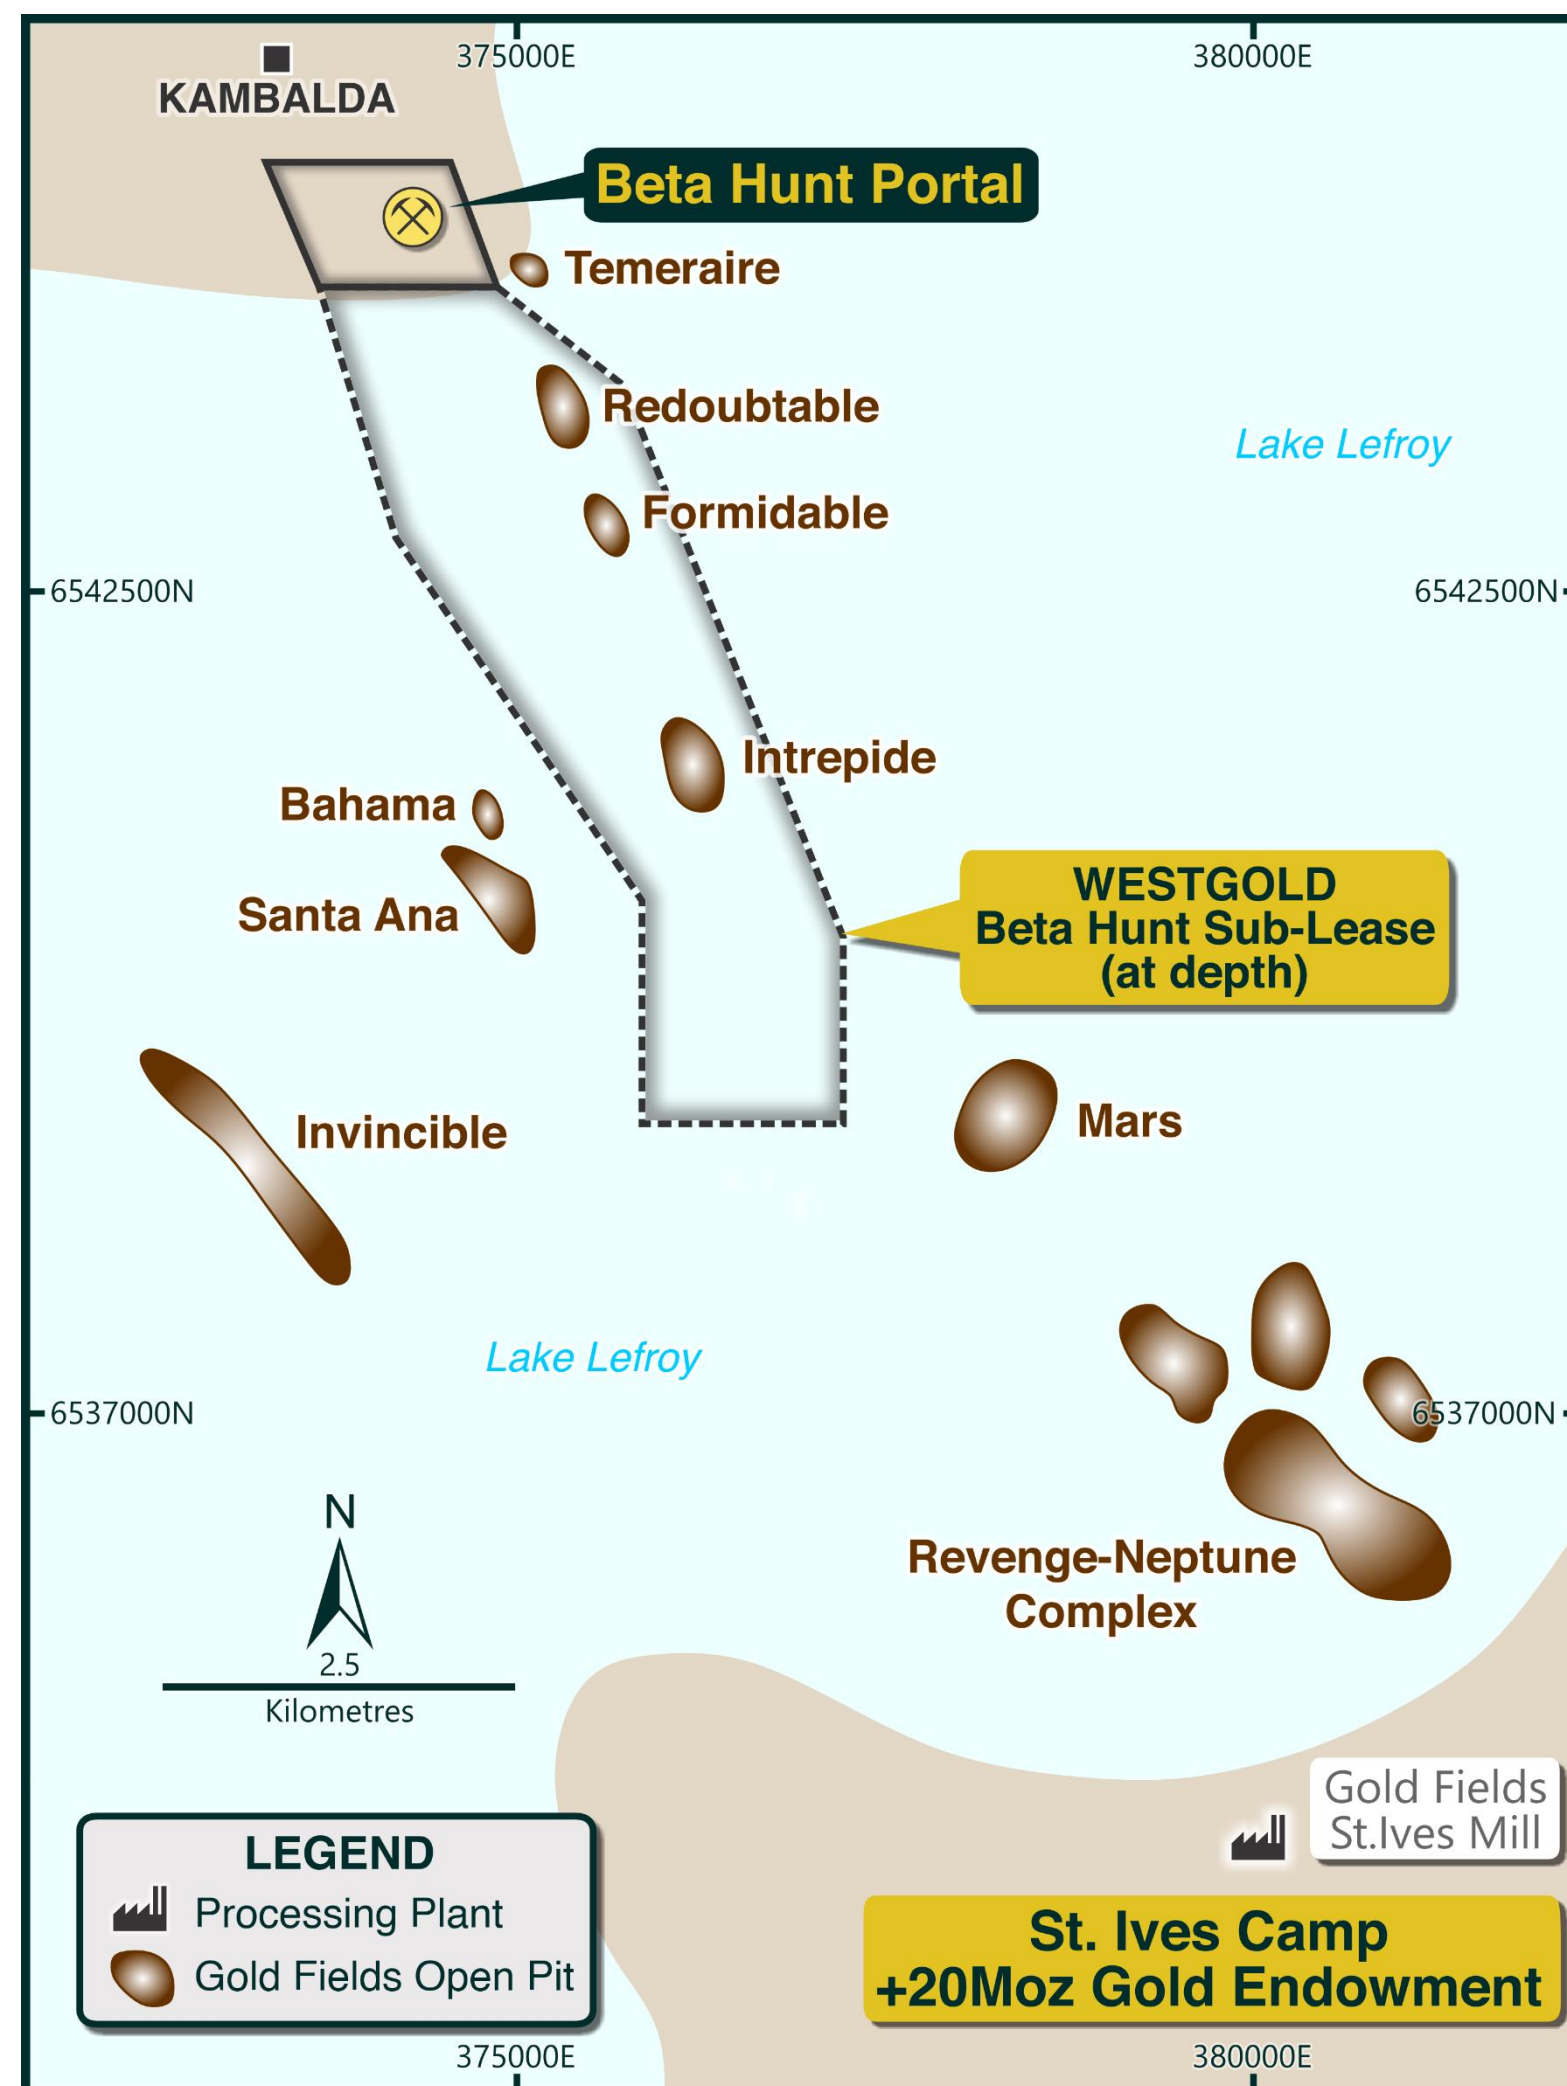 375000E
380000E
KAMBALDA
Beta Hunt Portal
Temeraire
Redoubtable
Lake Lefroy
Formidable
6542500N
6542500N
Intrepide
Bahama
Santa Ana
WESTGOLD
Beta Hunt Sub-Lease
(at depth)
Invincible
Mars
Lake Lefroy
6537000N
6537000N
N
Revenge-Neptune
Complex
2.5
Kilometres
Gold Fields
St.Ives Mill
LEGEND
Processing Plant
Gold Fields Open Pit
St. Ives Camp
+20Moz Gold Endowment
375000E
380000E